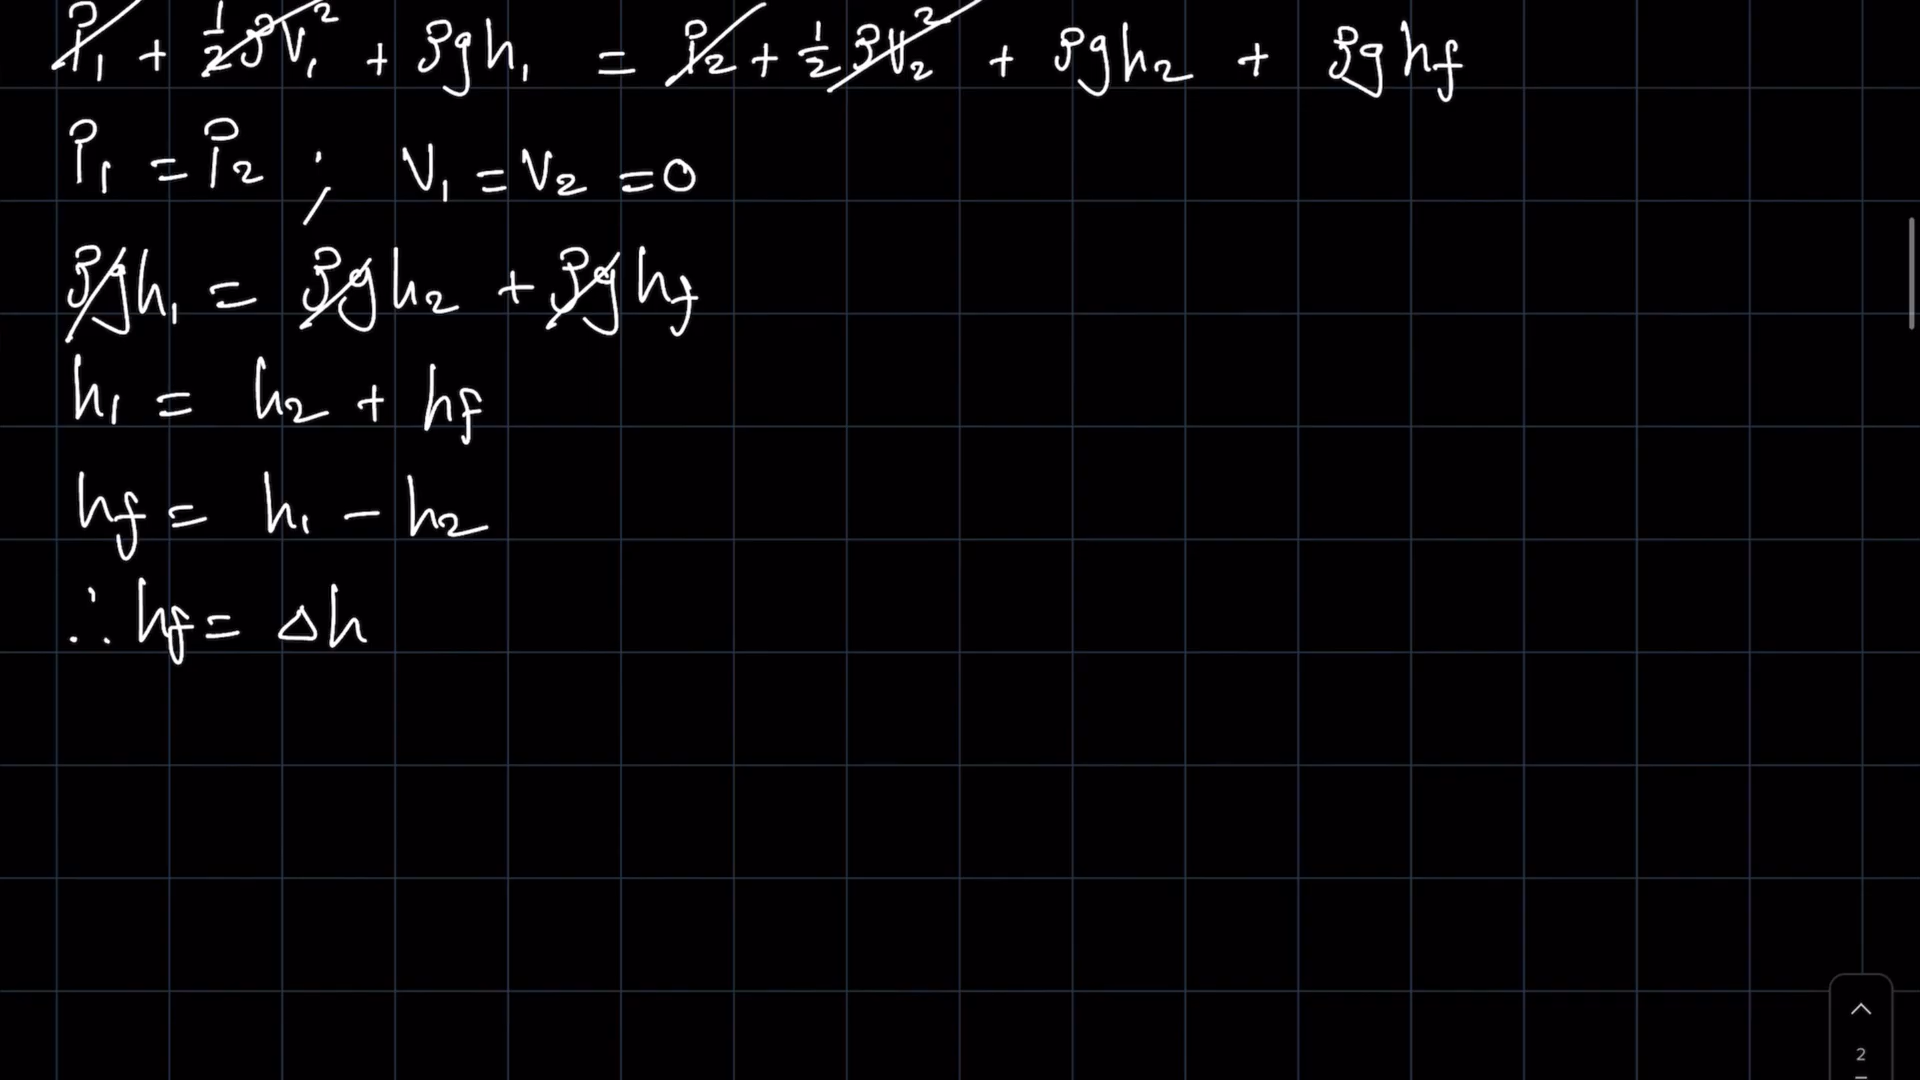 P₁ + ½ρV₁² + ρgh₁ = P₂ + ½ρV₂² + ρgh₂ + ρghf
P₁ = P₂ ; V₁ = V₂ = 0
ρgh₁ = ρgh₂ + ρghf
h₁ = h₂ + hf
hf = h₁ - h₂
∴ hf = Δh
2